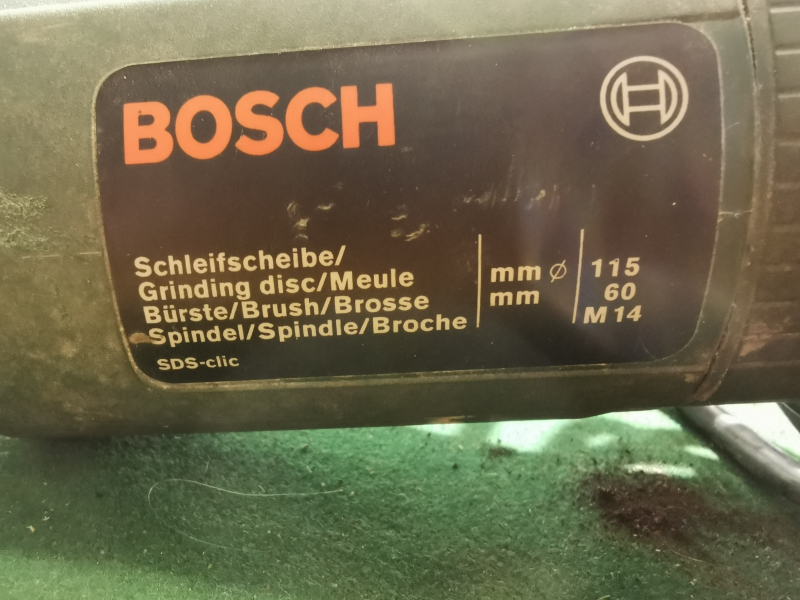 BOSCH
Schleifscheibe/
Grinding disc/Meule mm ø 115
Bürste/Brush/Brosse mm 60
Spindel/Spindle/Broche M 14
SDS-clic